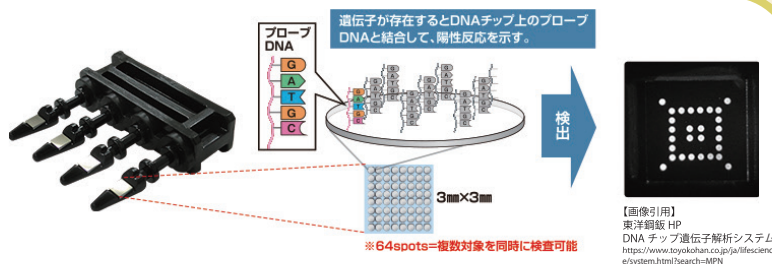 遺伝子が存在するとDNAチップ上のプローブ
DNAと結合して、陽性反応を示す。
プローブ
DNA
G
A
T
G
C
検出
3mm×3mm
※64spots=複数対象を同時に検査可能
【画像引用】
東洋鋼鈑 HP
DNA チップ遺伝子解析システム
https://www.toyokohan.co.jp/ja/lifescienc
e/system.html?search=MPN